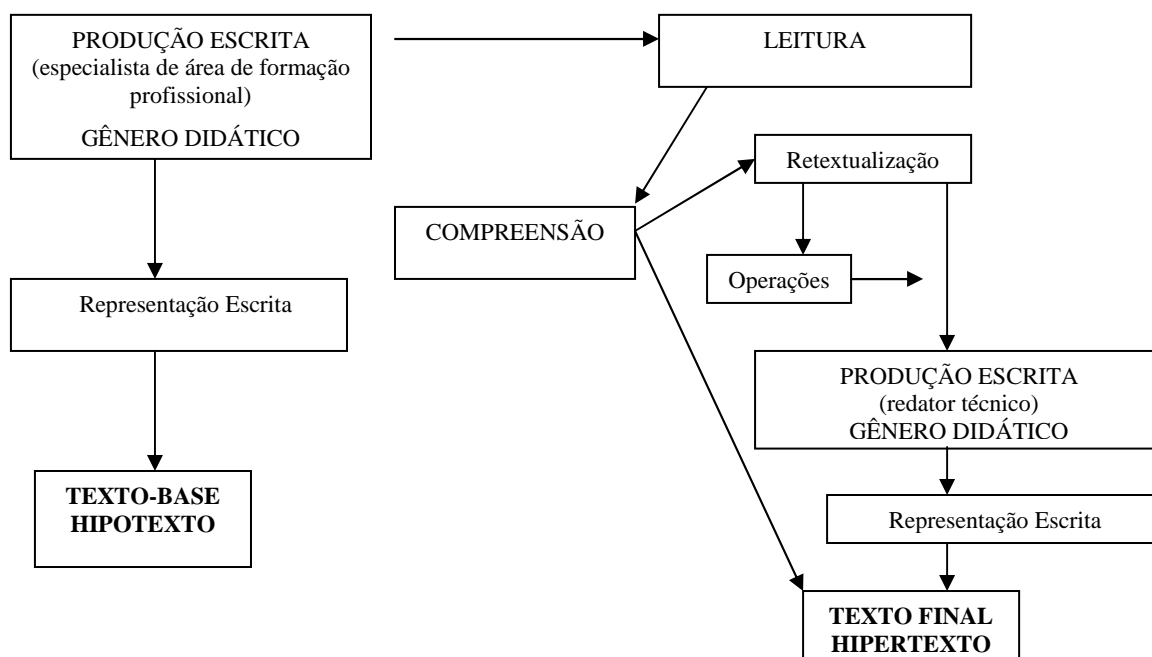 PRODUÇÃO ESCRITA
(especialista de área de formação
profissional)
GÊNERO DIDÁTICO
LEITURA
Retextualização
COMPREENSÃO
Operações
Representação Escrita
PRODUÇÃO ESCRITA
(redator técnico)
GÊNERO DIDÁTICO
TEXTO-BASE
HIPOTEXTO
Representação Escrita
TEXTO FINAL
HIPERTEXTO